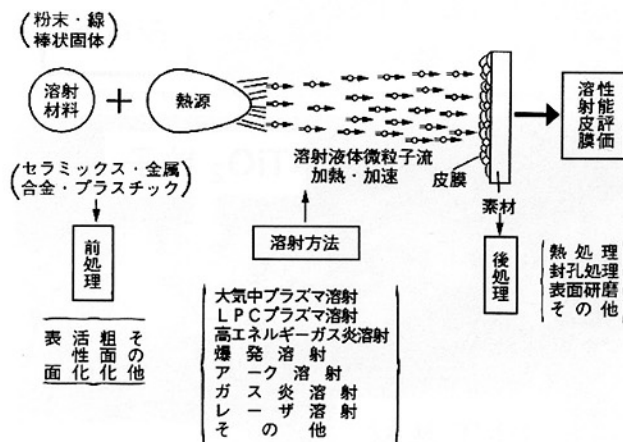 (粉末・線
棒状固体)
溶射
材料
+
熱源
溶射皮膜
性能評価
溶射液体微粒子流
加熱・加速
皮膜
素材
(セラミックス・金属
合金・プラスチック)
前処理
溶射方法
後処理
熱処理
封孔処理
表面研磨
その他
大気中プラズマ溶射
LPCプラズマ溶射
高エネルギーガス炎溶射
爆発溶射
アーク溶射
ガス炎溶射
レーザ溶射
その他
表面
活性化
粗面化
その他